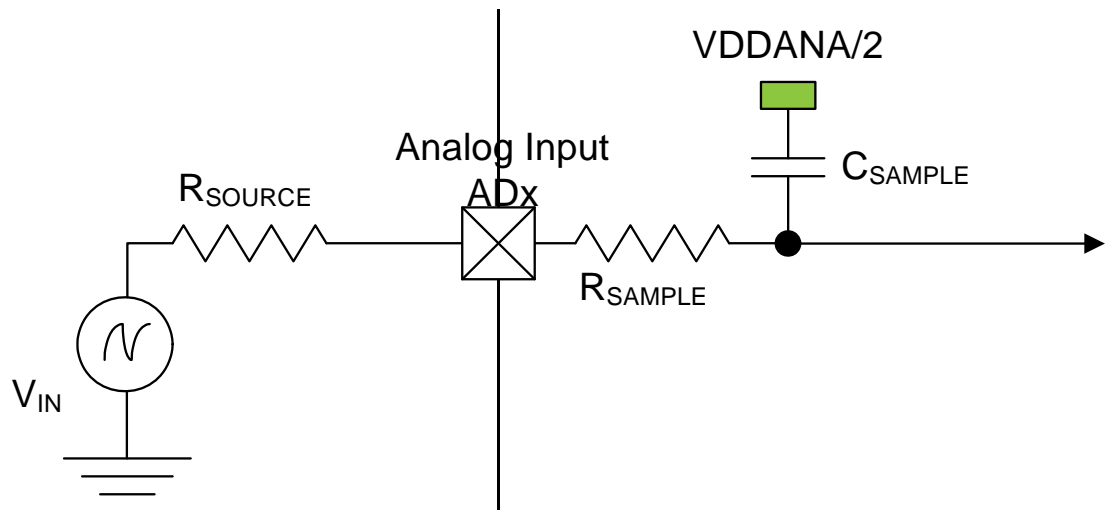 VDDANA/2
Analog Input
ADx
CSAMPLE
RSOURCE
RSAMPLE
VIN